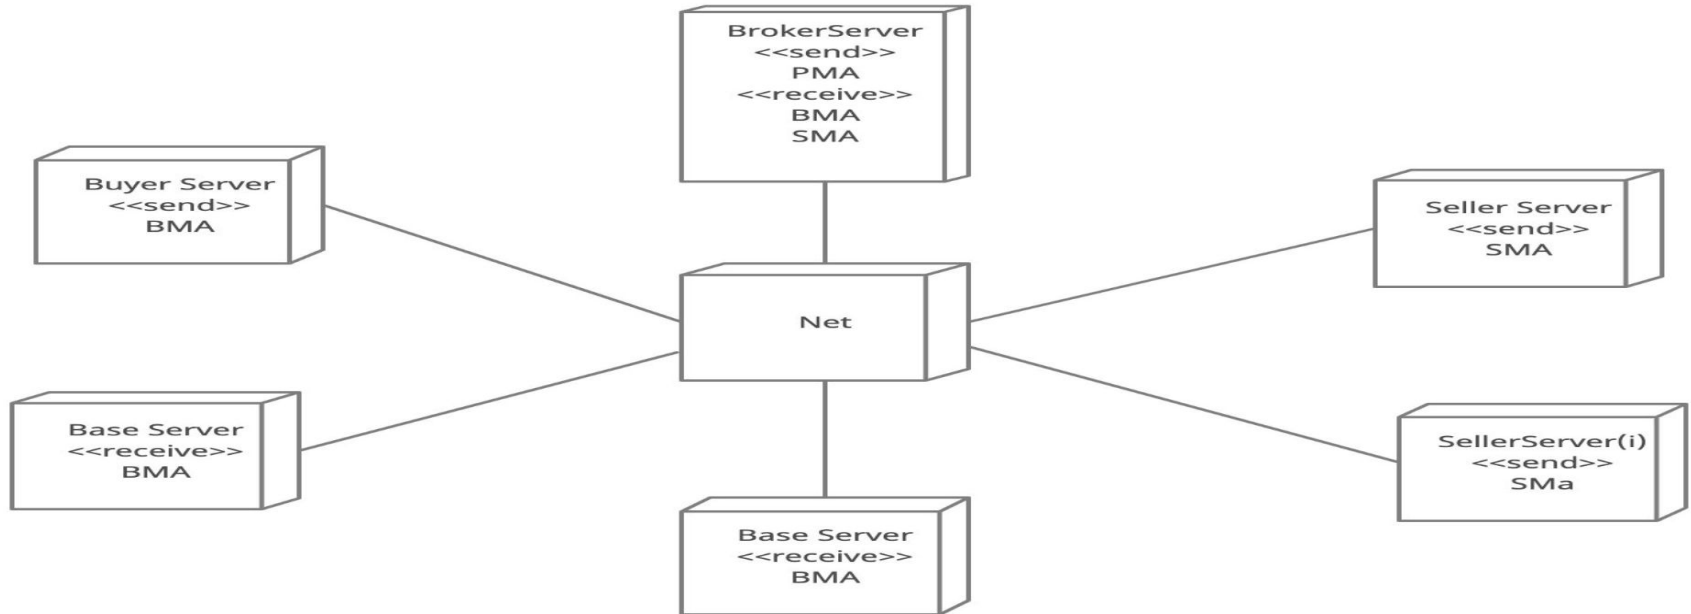 BrokerServer
<<send>>
PMA
<<receive>>
BMA
SMA
Buyer Server
<<send>>
BMA
Seller Server
<<send>>
SMA
Net
Base Server
<<receive>>
BMA
SellerServer(i)
<<send>>
SMa
Base Server
<<receive>>
BMA